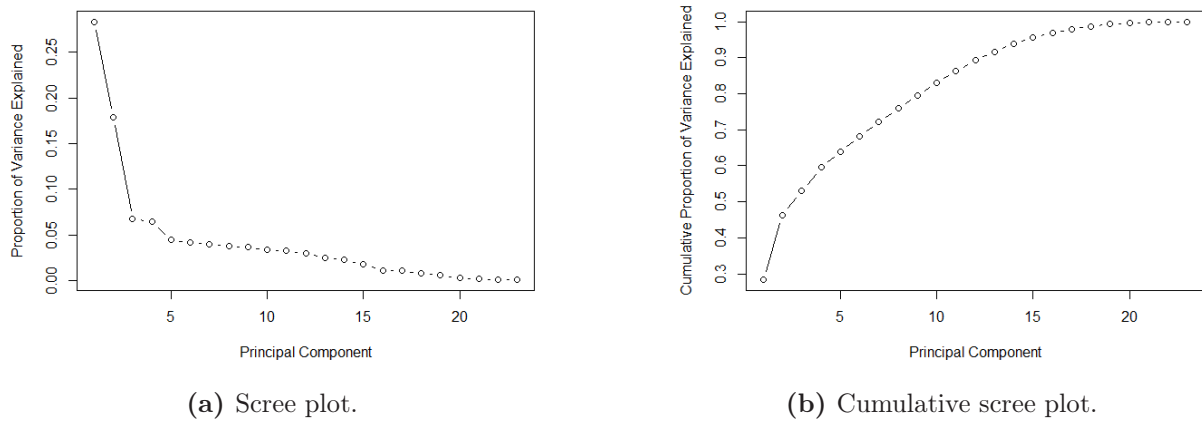 Proportion of Variance Explained
0.25
0.20
0.15
0.10
0.05
0.00
5 10 15 20
Principal Component
(a) Scree plot.
Cumulative Proportion of Variance Explained
1.0
0.9
0.8
0.7
0.6
0.5
0.4
0.3
5 10 15 20
Principal Component
(b) Cumulative scree plot.